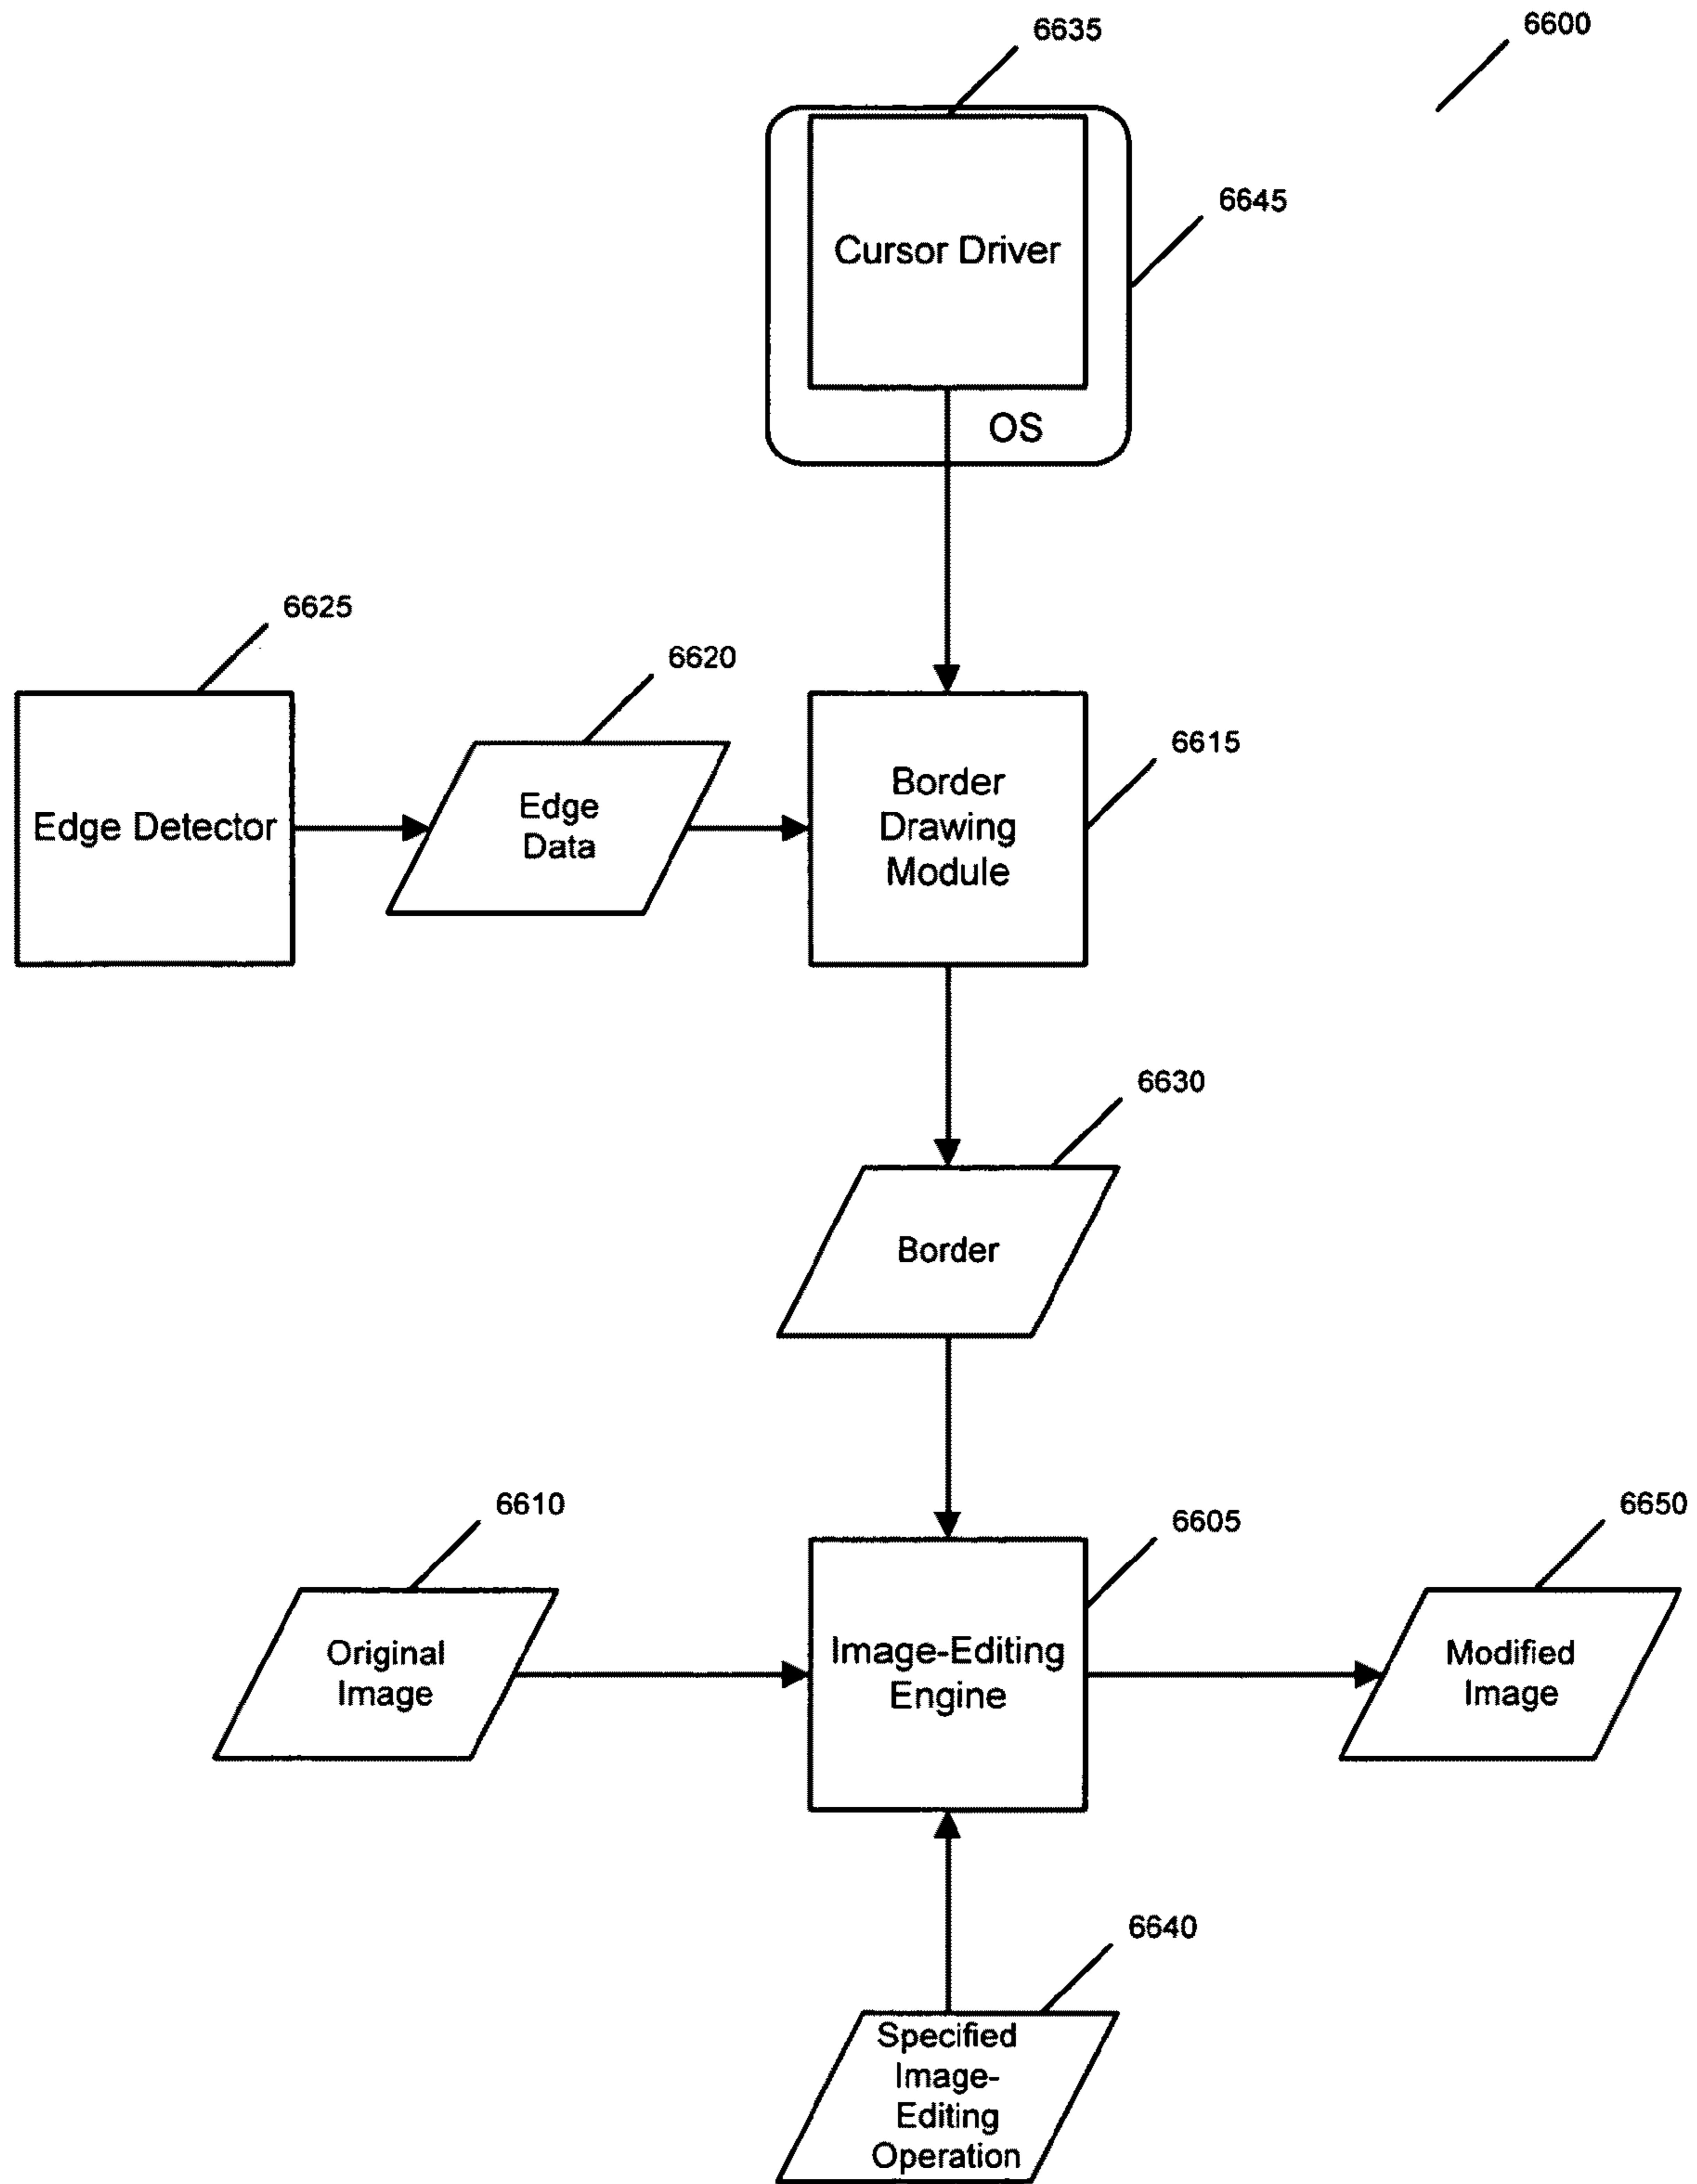 6635
6600
6645
Cursor Driver
OS
6625
6620
6615
Edge Detector
Edge
Data
Border
Drawing
Module
6630
Border
6610
6605
6650
Original
Image
Image-Editing
Engine
Modified
Image
6640
Specified
Image-
Editing
Operation